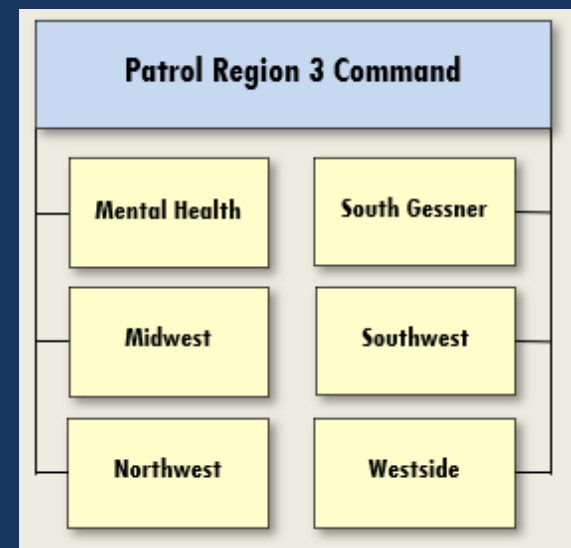 Patrol Region 3 Command
Mental Health
South Gessner
Midwest
Southwest
Northwest
Westside